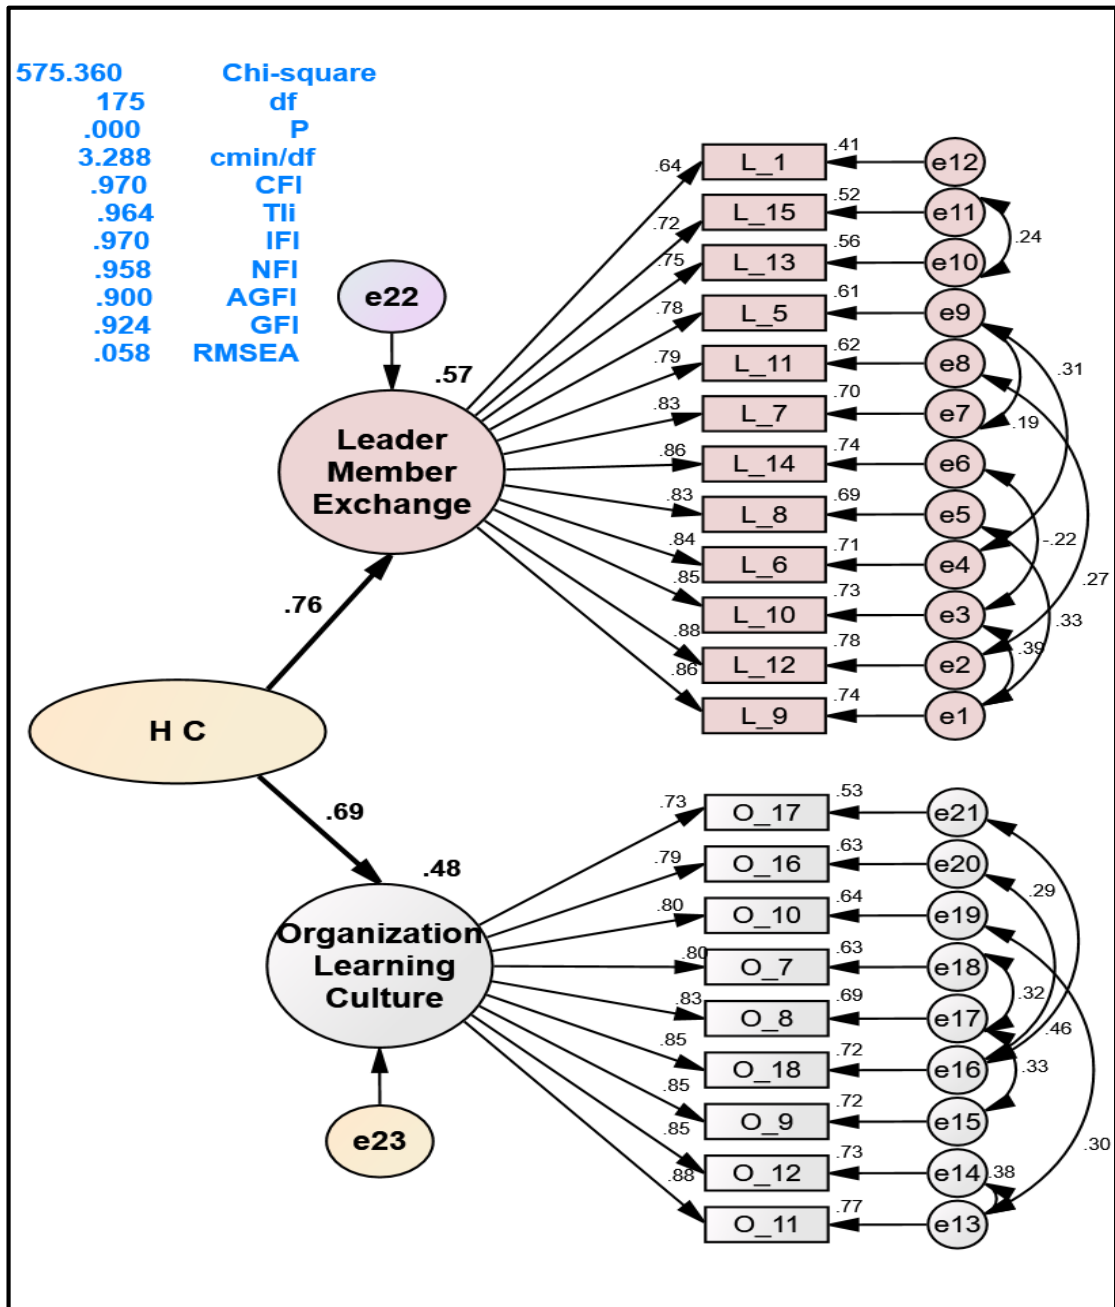 575.360 Chi-square
175 df
.000 P
3.288 cmin/df
.970 CFI
.964 Tli
.970 IFI
.958 NFI
.900 AGFI
.924 GFI
.058 RMSEA
e22
.57
Leader
Member
Exchange
.76
H C
.69
.48
Organization
Learning
Culture
e23
.64 L_1 .41 e12
.72 L_15 .52 e11
.75 L_13 .56 e10
.78 L_5 .61 e9
.79 L_11 .62 e8
.83 L_7 .70 e7
.86 L_14 .74 e6
.83 L_8 .69 e5
.84 L_6 .71 e4
.85 L_10 .73 e3
.88 L_12 .78 e2
.86 L_9 .74 e1
.24
.31
.19
-.22
.27
.33
.39
.73 O_17 .53 e21
.79 O_16 .63 e20
.80 O_10 .64 e19
.80 O_7 .63 e18
.83 O_8 .69 e17
.85 O_18 .72 e16
.85 O_9 .72 e15
.85 O_12 .73 e14
.88 O_11 .77 e13
.29
.32
.46
.33
.30
.38